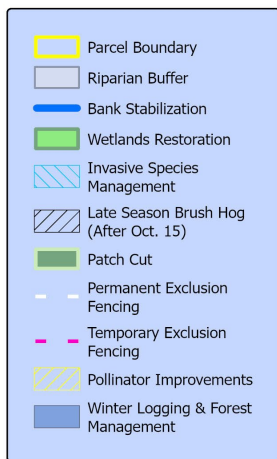 Parcel Boundary
Riparian Buffer
Bank Stabilization
Wetlands Restoration
Invasive Species
Management
Late Season Brush Hog
(After Oct. 15)
Patch Cut
Permanent Exclusion
Fencing
Temporary Exclusion
Fencing
Pollinator Improvements
Winter Logging & Forest
Management